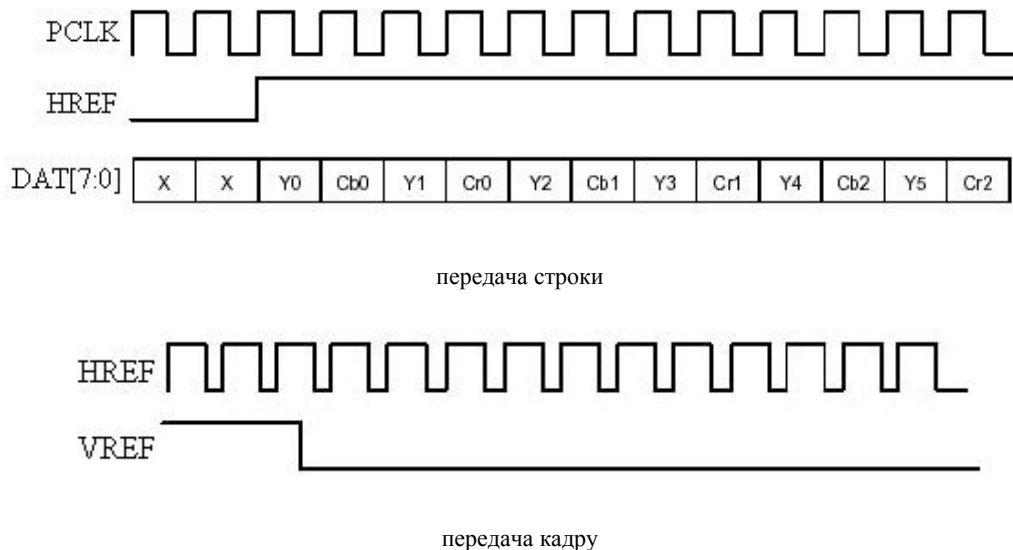 PCLK
HREF
DAT[7:0] X X Y0 Cb0 Y1 Cr0 Y2 Cb1 Y3 Cr1 Y4 Cb2 Y5 Cr2
передача строки
HREF
VREF
передача кадру